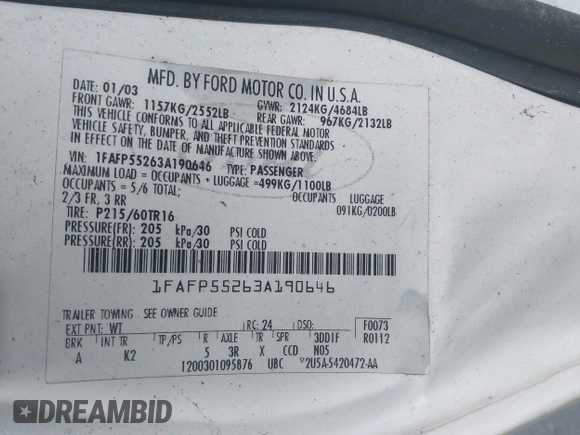 MFD. BY FORD MOTOR CO. IN U.S.A.
DATE: 01/03 GVWR: 2124KG/4684LB
FRONT GAWR: 1157KG/2552LB REAR GAWR: 967KG/2132LB
THIS VEHICLE CONFORMS TO ALL APPLICABLE FEDERAL MOTOR
VEHICLE SAFETY, BUMPER, AND THEFT PREVENTION STANDARDS
IN EFFECT ON THE DATE OF MANUFACTURE SHOWN ABOVE.
VIN: 1FAFP55263A190646 TYPE: PASSENGER
MAXIMUM LOAD = OCCUPANTS + LUGGAGE = 499KG/1100LB
OCCUPANTS = 5/6 TOTAL; OCCUPANTS LUGGAGE
2/3 FR, 3 RR 091KG/0200LB
TIRE: P215/60TR16
PRESSURE(FR) 205 kPa/30 PSI COLD
PRESSURE(RR) 205 kPa/30 PSI COLD
1FAFP55263A190646
TRAILER TOWING - SEE OWNER GUIDE
EXT PNT: WT RC: 24 DSO: F0073
BRK INT TR TP/PS R AXLE TR SPR 3DD1F R0112
A K2 5 3R X CCD N05
1200301095876 UBC 2U5A-5420472-AA
DREAMBID